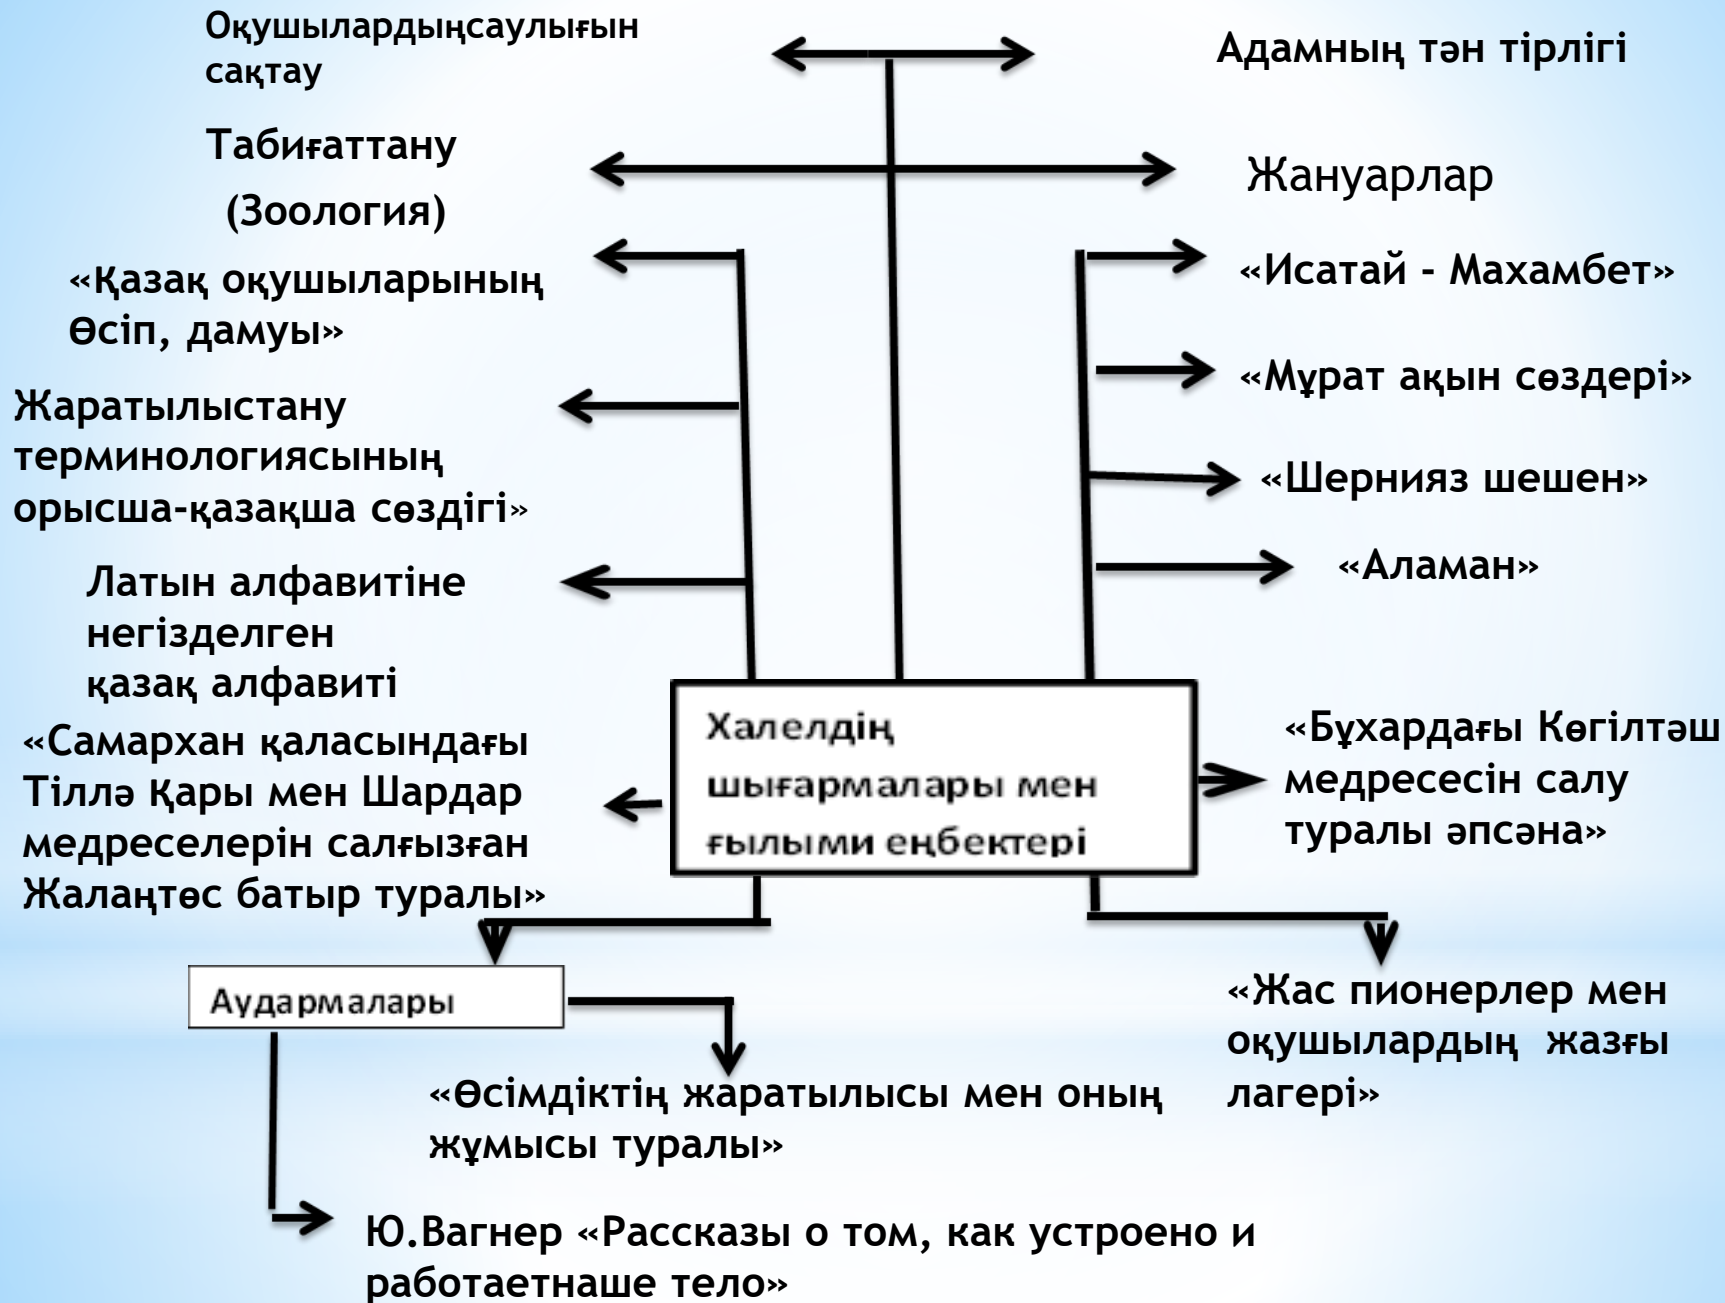 Оқушылардыңсаулығын
сақтау
Адамның тән тірлігі
Табиғаттану
(Зоология)
Жануарлар
«Қазақ оқушыларының
Өсіп, дамуы»
«Исатай - Махамбет»
«Мұрат ақын сөздері»
Жаратылыстану
терминологиясының
орысша-қазақша сөздігі»
«Шернияз шешен»
Латын алфавитіне
негізделген
қазақ алфавиті
«Аламан»
«Самархан қаласындағы
Тіллә Қары мен Шардар
медреселерін салғызған
Жалаңтөс батыр туралы»
Халелдің
шығармалары мен
ғылыми еңбектері
«Бұхардағы Көгілтәш
медресесін салу
туралы әпсәна»
Аудармалары
«Жас пионерлер мен
оқушылардың жазғы
лагері»
«Өсімдіктің жаратылысы мен оның
жұмысы туралы»
Ю.Вагнер «Рассказы о том, как устроено и
работаетнаше тело»